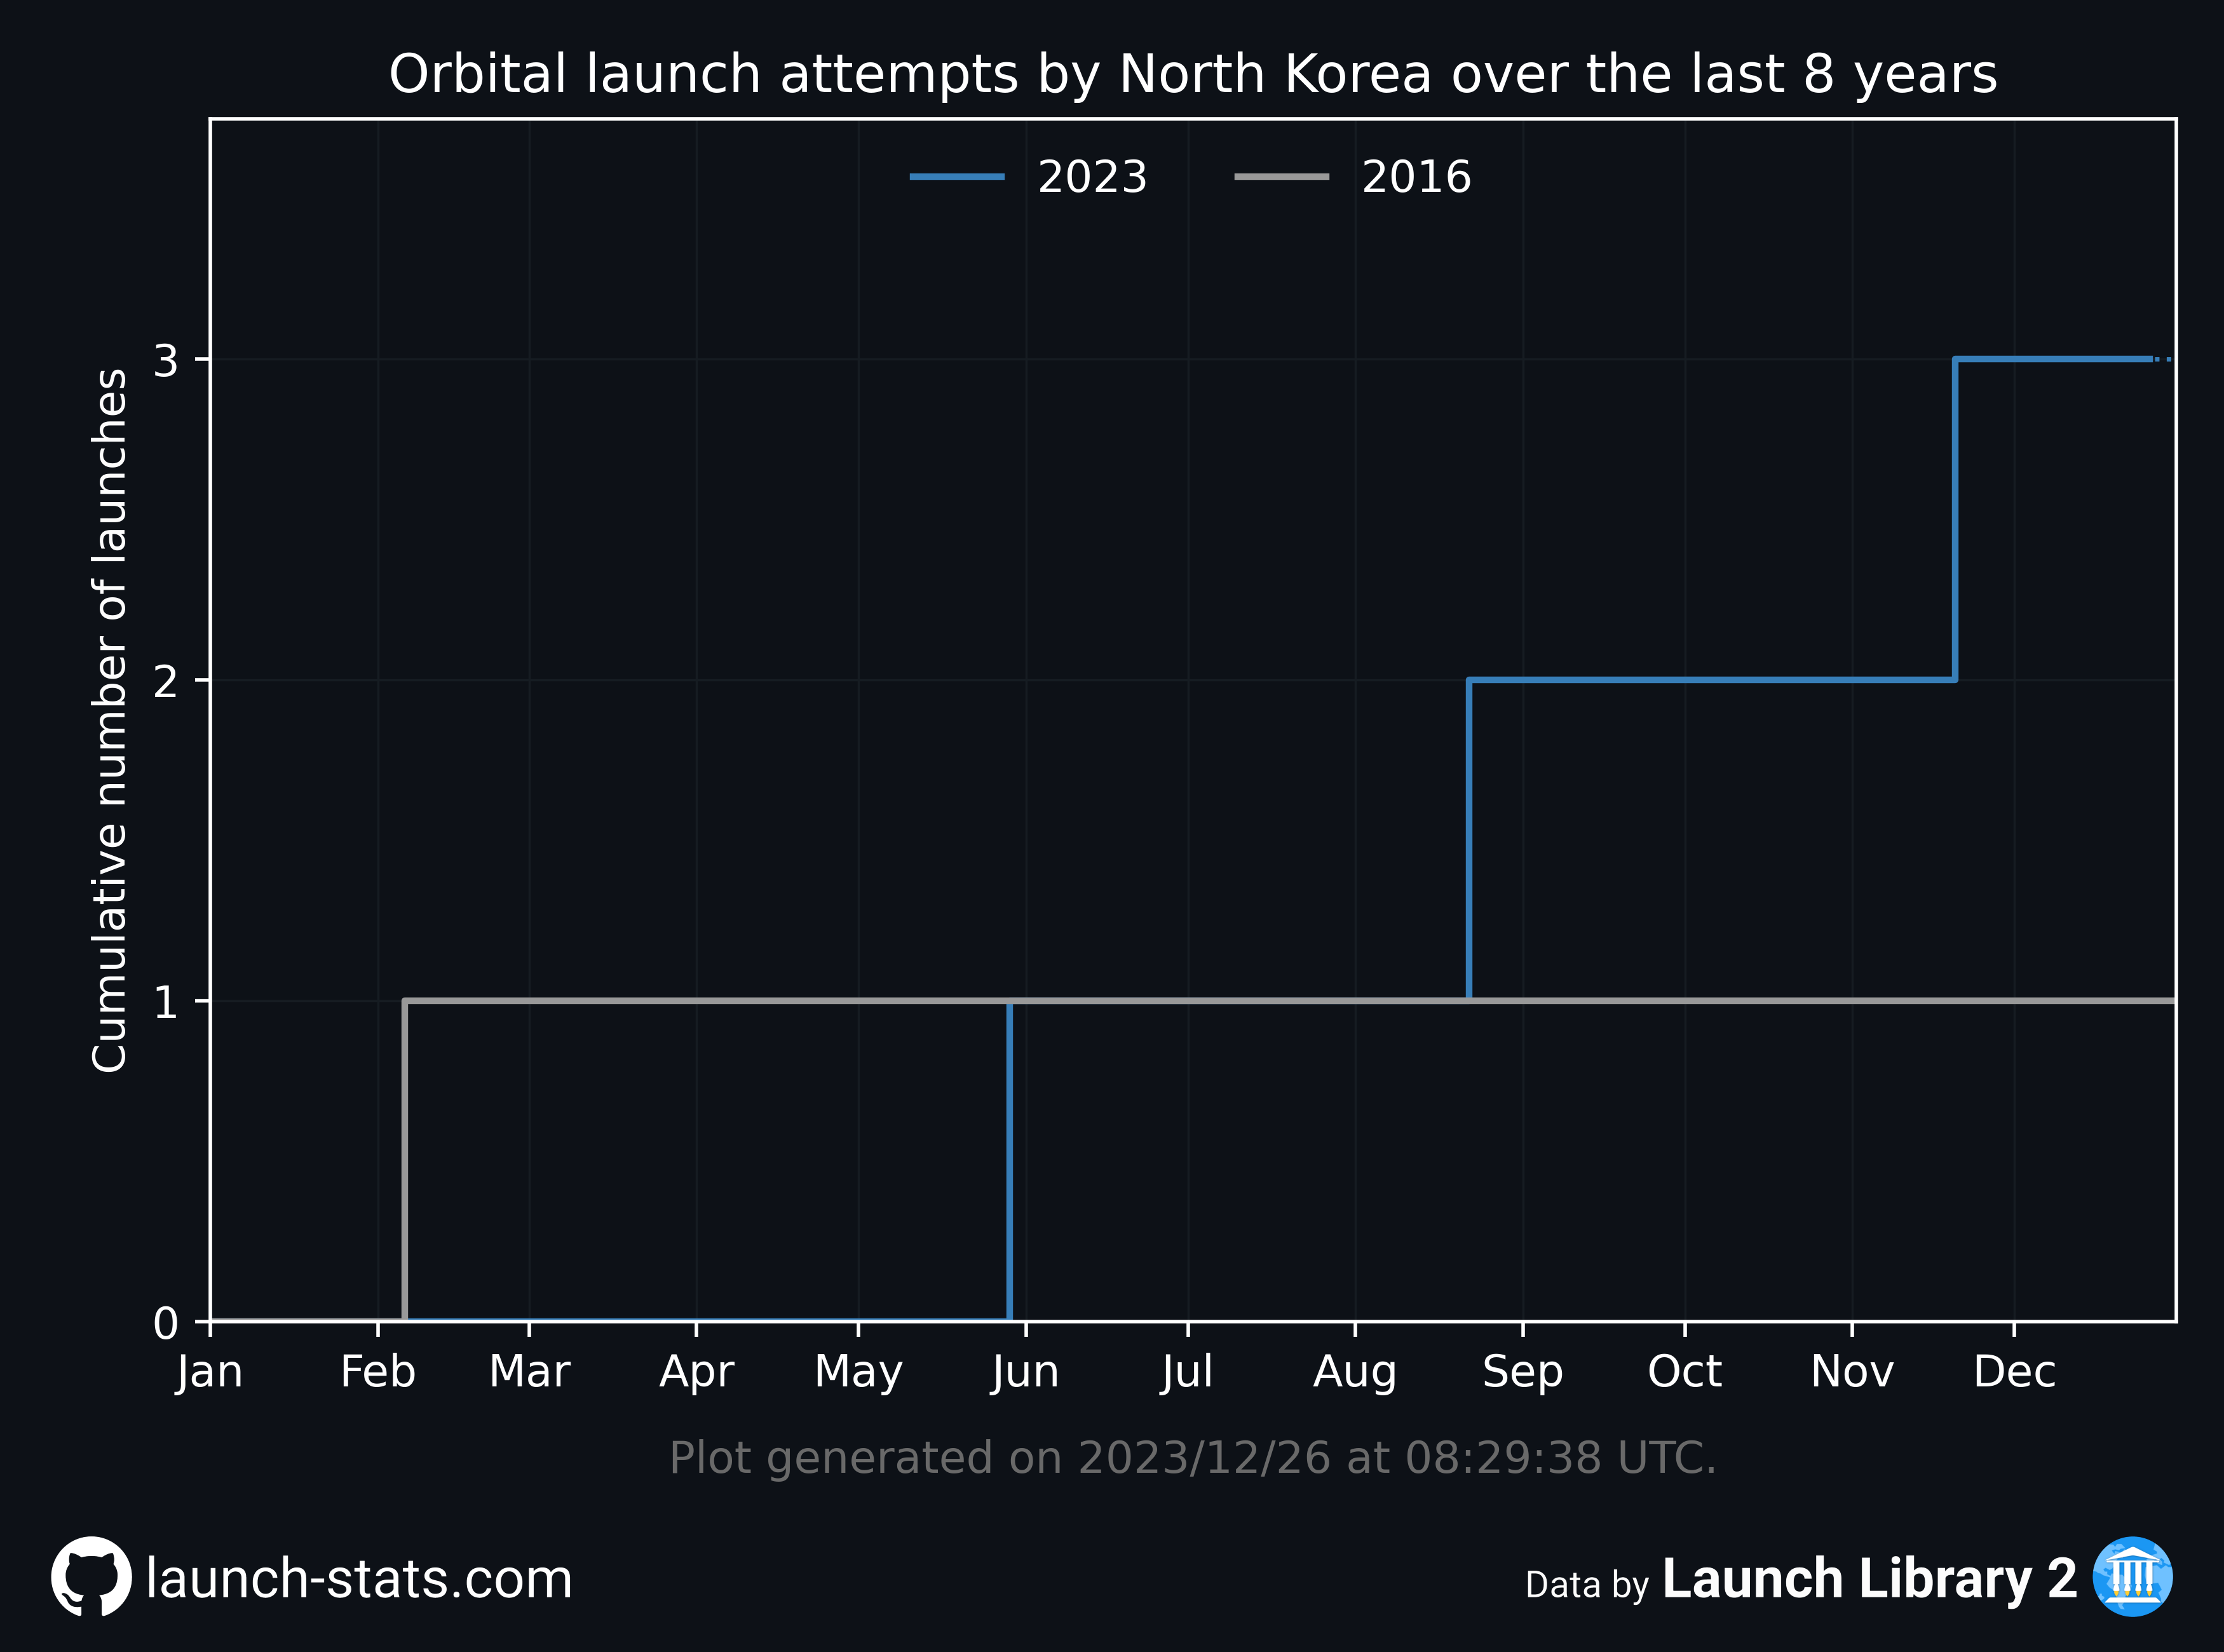 Orbital launch attempts by North Korea over the last 8 years
2023 2016
Cumulative number of launches
3
2
1
0
Jan Feb Mar Apr May Jun Jul Aug Sep Oct Nov Dec
Plot generated on 2023/12/26 at 08:29:38 UTC.
launch-stats.com
Data by Launch Library 2